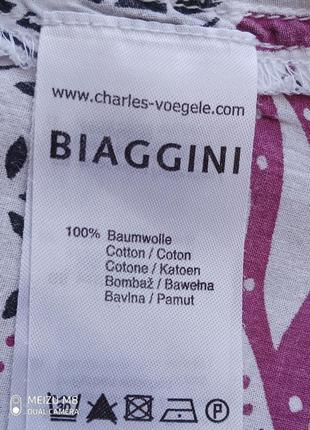 www.charles-voegele.com
BIAGGINI
100% Baumwolle
Cotton / Coton
Cotone / Katoen
Bombaž / Bawełna
Bavlna / Pamut
P
MEIZU M8
DUAL CAMERA